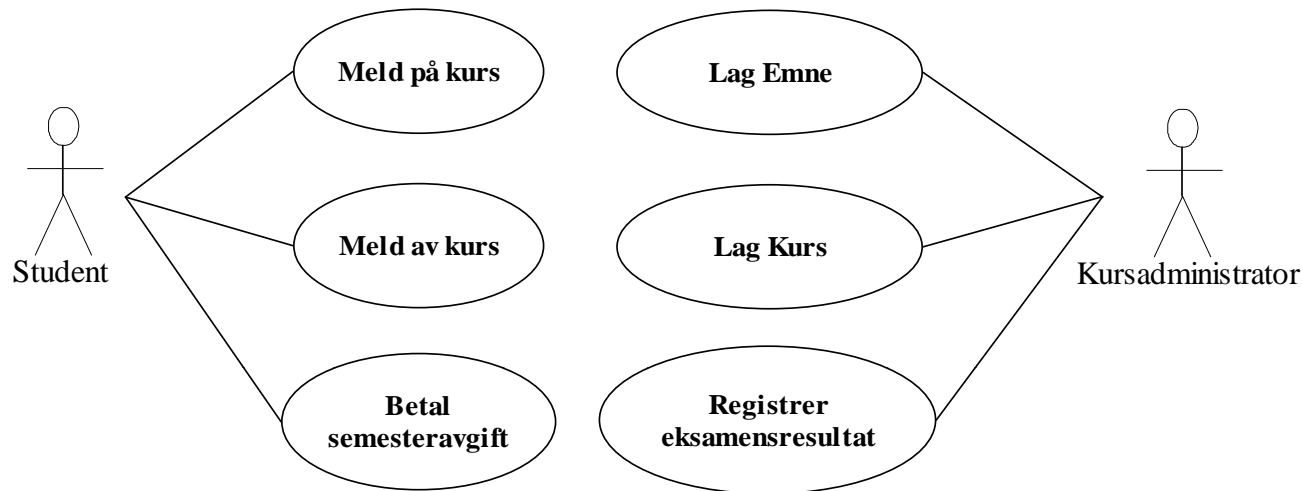 Meld på kurs
Lag Emne
Meld av kurs
Lag Kurs
Student
Kursadministrator
Betal
semesteravgift
Registrer
eksamensresultat